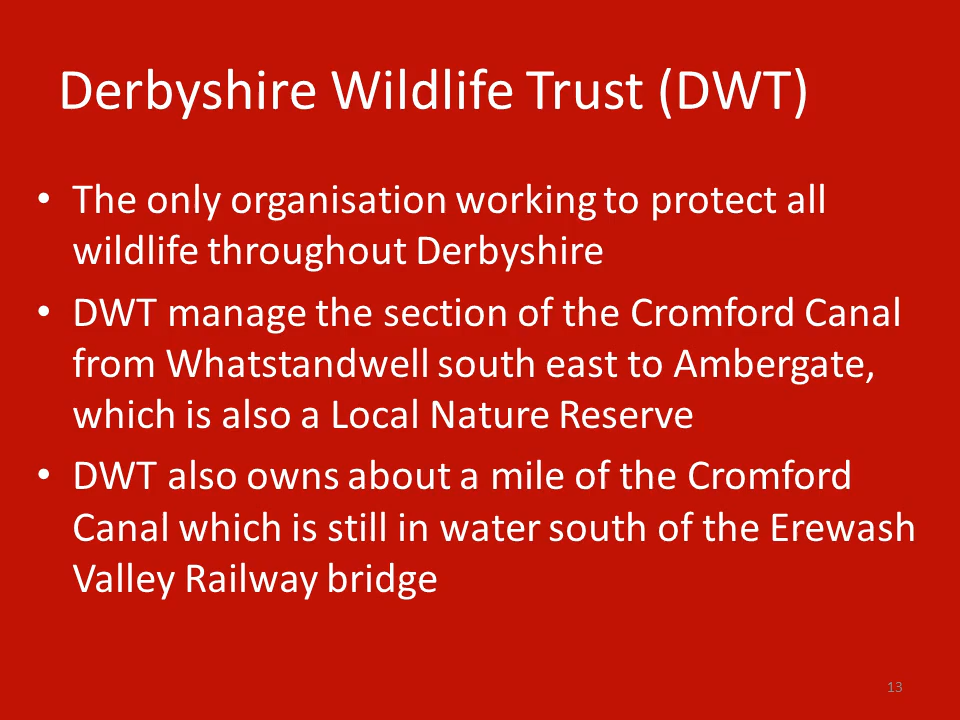 Derbyshire Wildlife Trust (DWT)
• The only organisation working to protect all
wildlife throughout Derbyshire
• DWT manage the section of the Cromford Canal
from Whatstandwell south east to Ambergate,
which is also a Local Nature Reserve
• DWT also owns about a mile of the Cromford
Canal which is still in water south of the Erewash
Valley Railway bridge
13